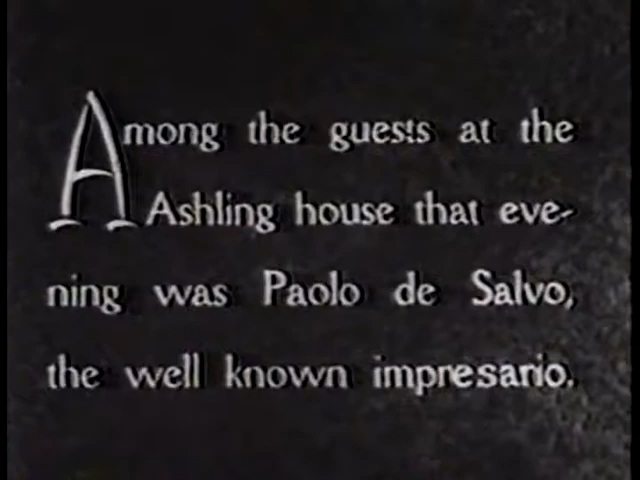 Among the guests at the
Ashling house that eve-
ning was Paolo de Salvo,
the well known impresario.